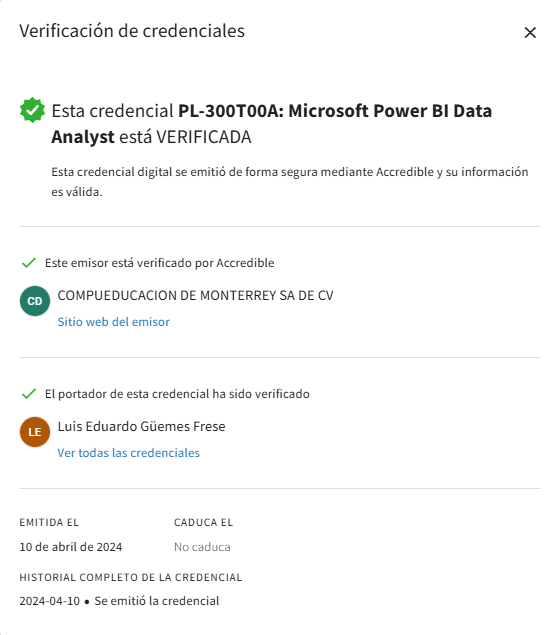 Verificación de credenciales
Esta credencial PL-300T00A: Microsoft Power BI Data
Analyst está VERIFICADA
Esta credencial digital se emitió de forma segura mediante Accredible y su información
es válida.
Este emisor está verificado por Accredible
CD
COMPUEDUCACION DE MONTERREY SA DE CV
Sitio web del emisor
El portador de esta credencial ha sido verificado
LE
Luis Eduardo Güemes Frese
Ver todas las credenciales
EMITIDA EL CADUCA EL
10 de abril de 2024 No caduca
HISTORIAL COMPLETO DE LA CREDENCIAL
2024-04-10 • Se emitió la credencial